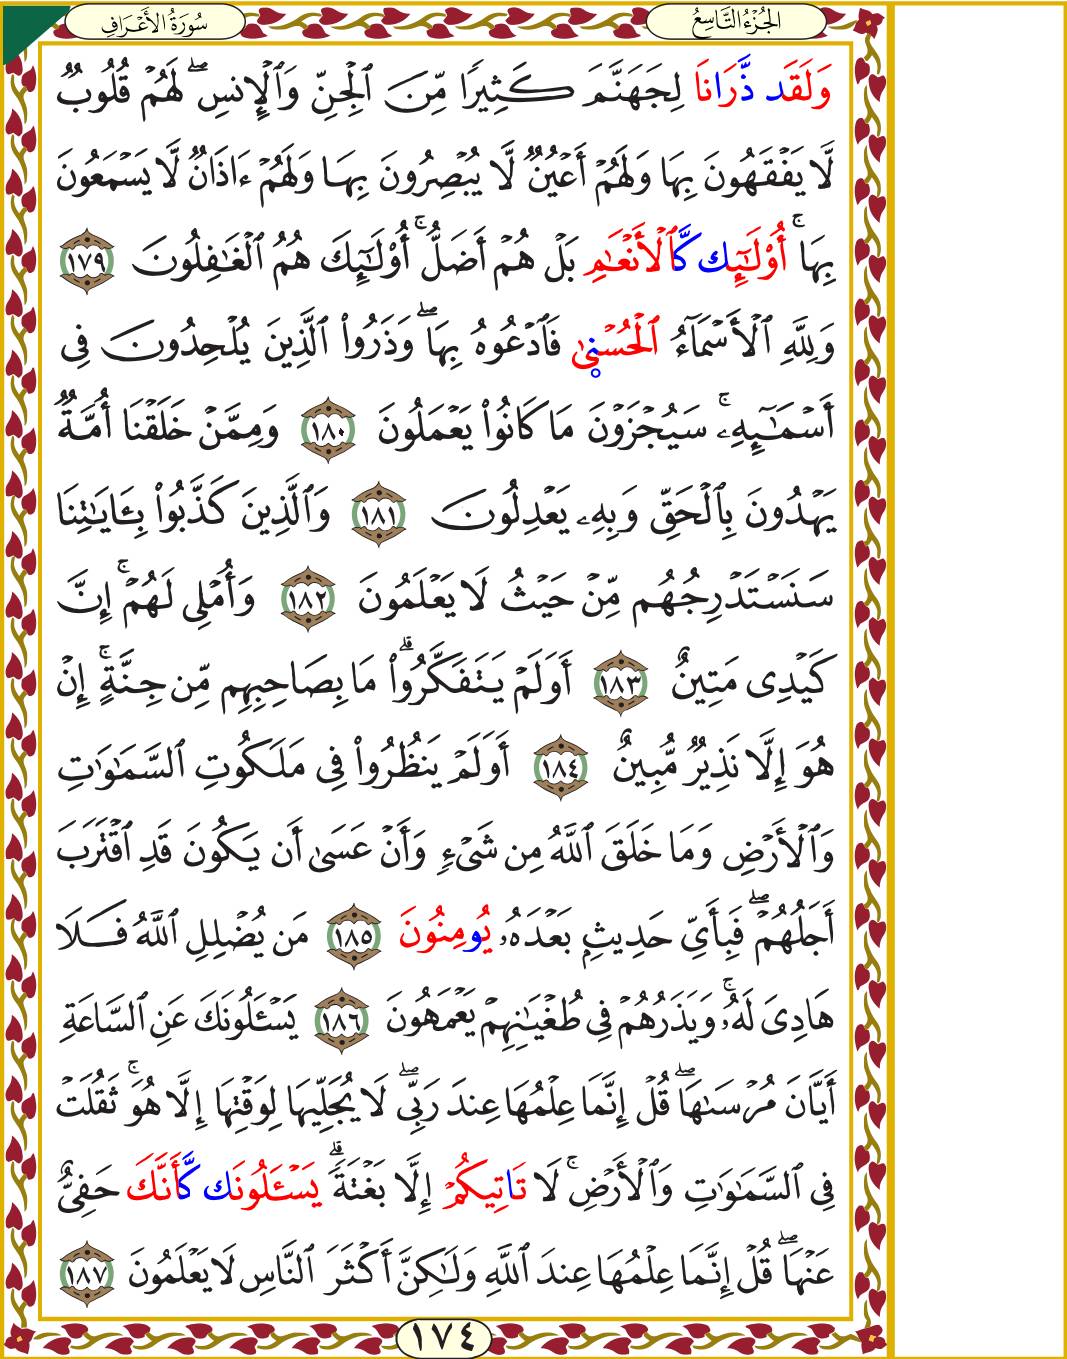 سُورَةُ الأَعْرَافِ
الجُزْءُ التَّاسِعُ
وَلَقَد ذَّرَانَا لِجَهَنَّمَ كَثِيرًا مِّنَ ٱلْجِنِّ وَٱلْإِنسِۖ لَهُمْ قُلُوبٌ
لَّا يَفْقَهُونَ بِهَا وَلَهُمْ أَعْيُنٌ لَّا يُبْصِرُونَ بِهَا وَلَهُمْ ءَاذَانٌ لَّا يَسْمَعُونَ
بِهَاۚ أُوْلَـٰٓئِك كَّٱلْأَنْعَـٰمِ بَلْ هُمْ أَضَلُّۚ أُوْلَـٰٓئِكَ هُمُ ٱلْغَـٰفِلُونَ ١٧٩
وَلِلَّهِ ٱلْأَسْمَآءُ ٱلْحُسْنٜىٰ فَٱدْعُوهُ بِهَاۖ وَذَرُوا۟ ٱلَّذِينَ يُلْحِدُونَ فِى
أَسْمَـٰٓئِهِۦۚ سَيُجْزَوْنَ مَا كَانُوا۟ يَعْمَلُونَ ١٨٠ وَمِمَّنْ خَلَقْنَا أُمَّةٌ
يَهْدُونَ بِٱلْحَقِّ وَبِهِۦ يَعْدِلُونَ ١٨١ وَٱلَّذِينَ كَذَّبُوا۟ بِـَٔايَـٰتِنَا
سَنَسْتَدْرِجُهُم مِّنْ حَيْثُ لَا يَعْلَمُونَ ١٨٢ وَأُمْلِى لَهُمْۚ إِنَّ
كَيْدِى مَتِينٌ ١٨٣ أَوَلَمْ يَتَفَكَّرُوا۟ۗ مَا بِصَاحِبِهِم مِّن جِنَّةٍۚ إِنْ
هُوَ إِلَّا نَذِيرٌ مُّبِينٌ ١٨٤ أَوَلَمْ يَنظُرُوا۟ فِى مَلَكُوتِ ٱلسَّمَـٰوَٰتِ
وَٱلْأَرْضِ وَمَا خَلَقَ ٱللَّهُ مِن شَىْءٍ وَأَنْ عَسَىٰ أَن يَكُونَ قَدِ ٱقْتَرَبَ
أَجَلُهُمْۖ فَبِأَىِّ حَدِيثٍ بَعْدَهُۥ يُومِنُونَ ١٨٥ مَن يُضْلِلِ ٱللَّهُ فَلَا
هَادِىَ لَهُۥۚ وَيَذَرُهُمْ فِى طُغْيَـٰنِهِمْ يَعْمَهُونَ ١٨٦ يَسْـَٔلُونَكَ عَنِ ٱلسَّاعَةِ
أَيَّانَ مُرْسَىٰهَاۖ قُلْ إِنَّمَا عِلْمُهَا عِندَ رَبِّىۖ لَا يُجَلِّيهَا لِوَقْتِهَا إِلَّا هُوَۚ ثَقُلَتْ
فِى ٱلسَّمَـٰوَٰتِ وَٱلْأَرْضِۚ لَا تَاتِيكُمْ إِلَّا بَغْتَةًۗ يَسْـَٔلُونَك كَّأَنَّكَ حَفِىٌّ
عَنْهَاۖ قُلْ إِنَّمَا عِلْمُهَا عِندَ ٱللَّهِ وَلَـٰكِنَّ أَكْثَرَ ٱلنَّاسِ لَا يَعْلَمُونَ ١٨٧
١٧٤